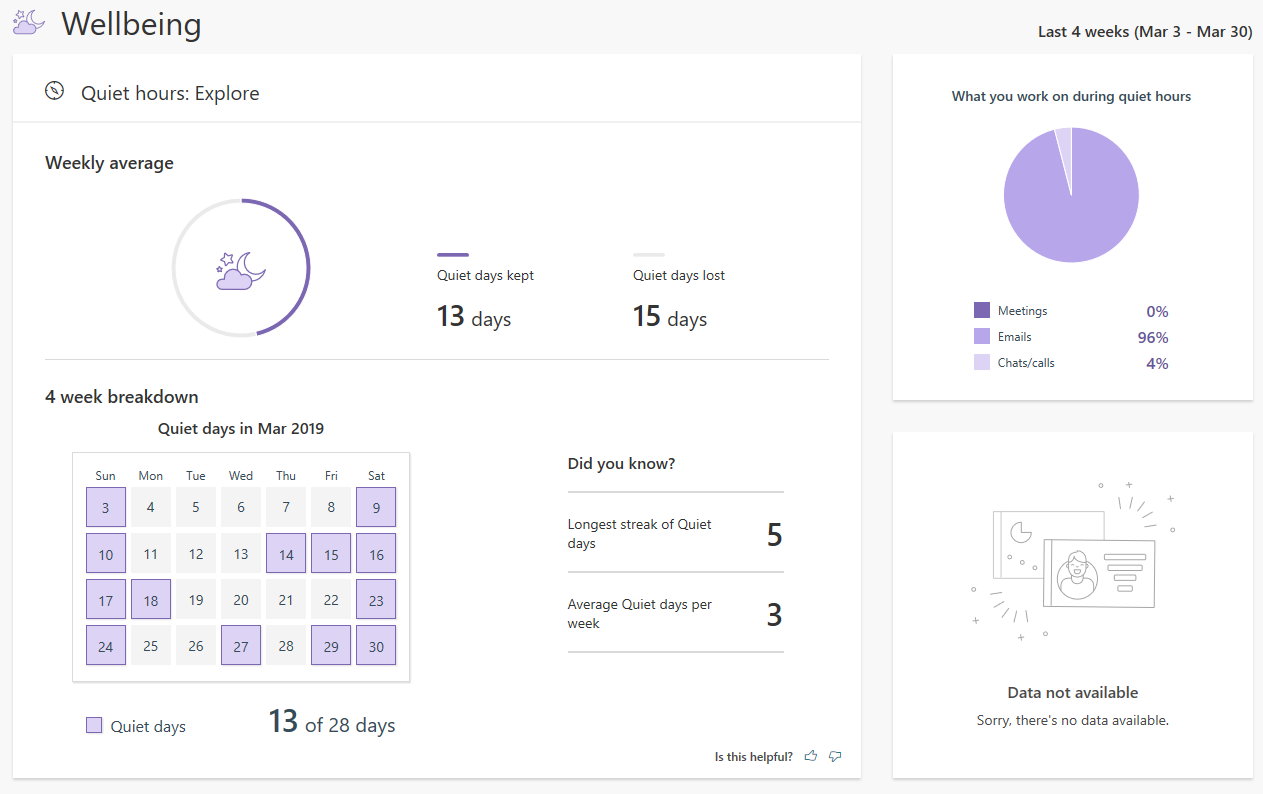 Wellbeing
Last 4 weeks (Mar 3 - Mar 30)
Quiet hours: Explore
Weekly average
Quiet days kept
13 days
Quiet days lost
15 days
4 week breakdown
Quiet days in Mar 2019
Sun Mon Tue Wed Thu Fri Sat
3 4 5 6 7 8 9
10 11 12 13 14 15 16
17 18 19 20 21 22 23
24 25 26 27 28 29 30
Quiet days
13 of 28 days
Did you know?
Longest streak of Quiet
days
5
Average Quiet days per
week
3
Is this helpful?
What you work on during quiet hours
Meetings 0%
Emails 96%
Chats/calls 4%
Data not available
Sorry, there's no data available.